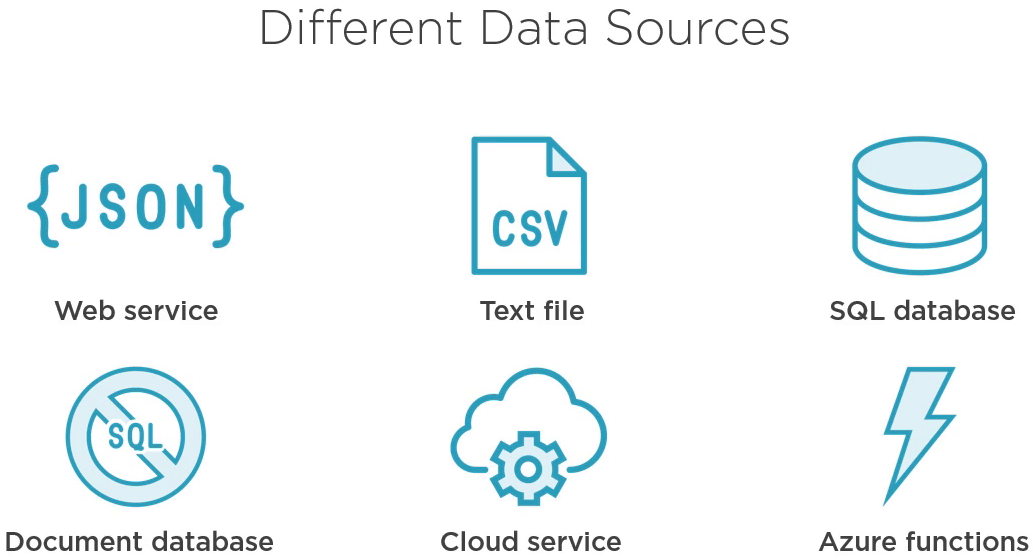 Different Data Sources
{JSON}
CSV
Web service
Text file
SQL database
SQL
Document database
Cloud service
Azure functions